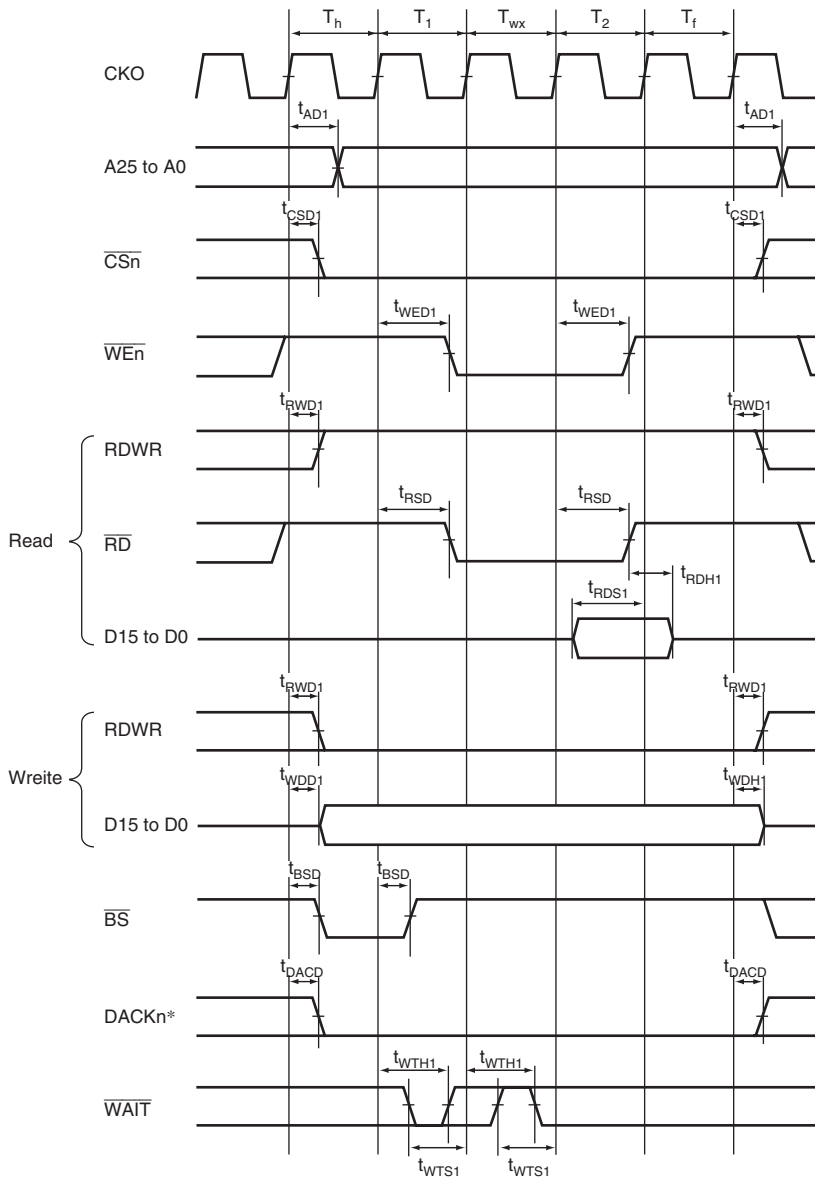 Th T1 Twx T2 Tf
CKO
tAD1 tAD1
A25 to A0
tCSD1 tCSD1
CSn
tWED1 tWED1
WEn
tRWD1 tRWD1
RDWR
tRSD tRSD
Read
RD
tRDS1 tRDH1
D15 to D0
tRWD1 tRWD1
RDWR
Wreite
tWDD1 tWDH1
D15 to D0
tBSD tBSD
BS
tDACD tDACD
DACKn*
tWTH1 tWTH1
WAIT
tWTS1 tWTS1